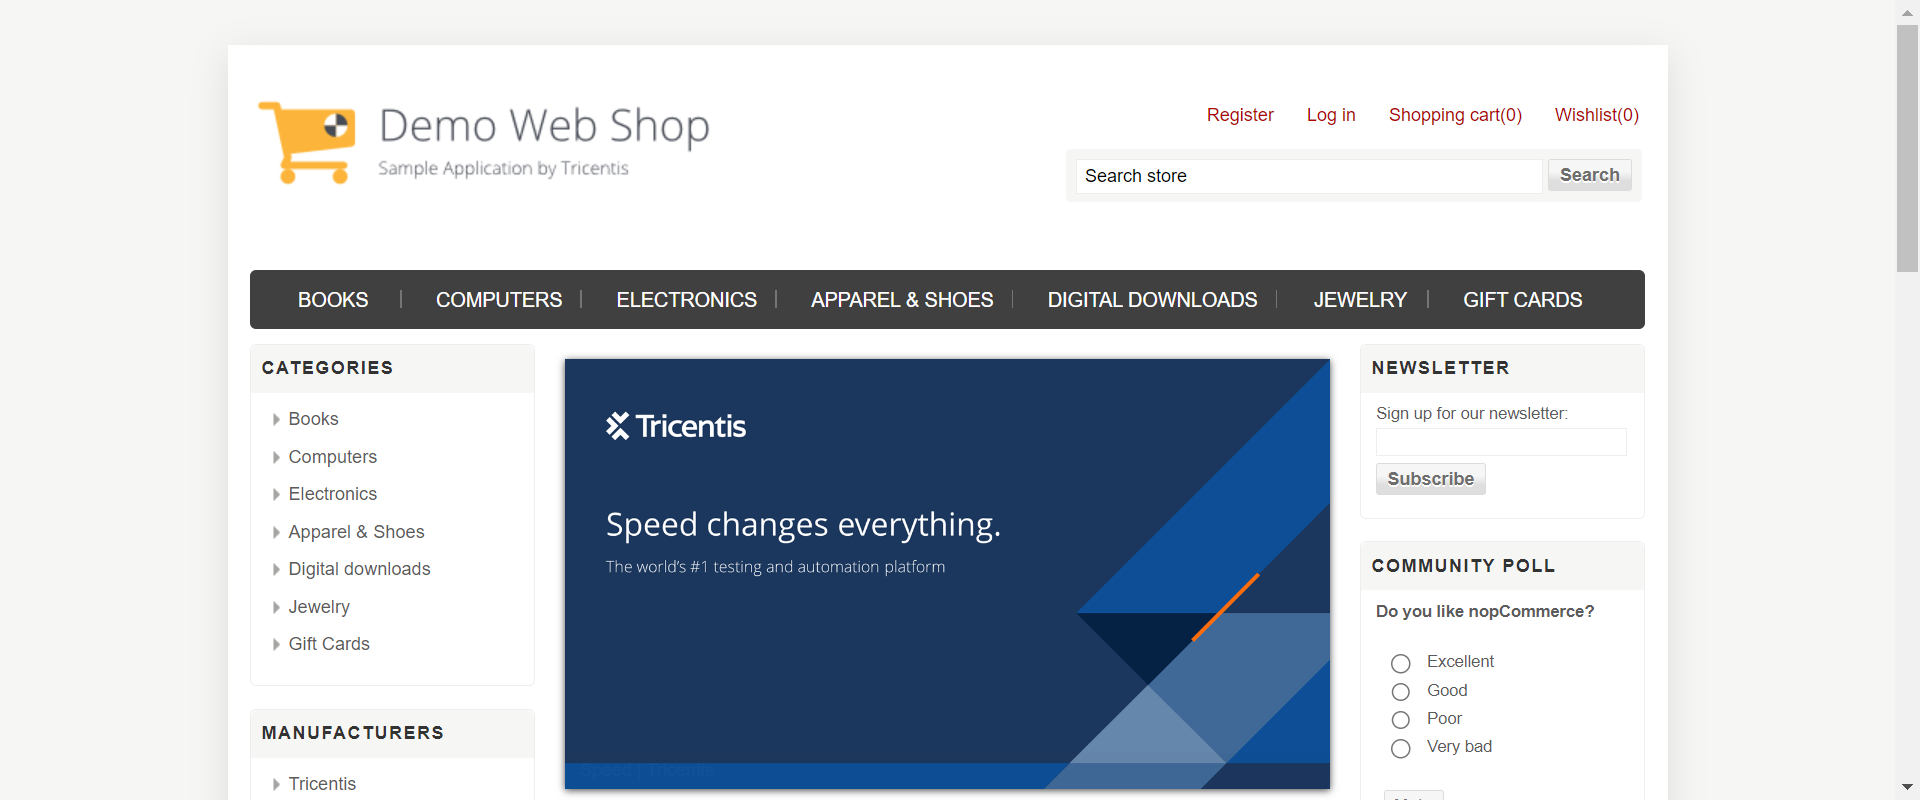 Demo Web Shop
Sample Application by Tricentis
Register Log in Shopping cart(0) Wishlist(0)
Search store Search
BOOKS COMPUTERS ELECTRONICS APPAREL & SHOES DIGITAL DOWNLOADS JEWELRY GIFT CARDS
CATEGORIES
Books
Computers
Electronics
Apparel & Shoes
Digital downloads
Jewelry
Gift Cards
MANUFACTURERS
Tricentis
Tricentis
Speed changes everything.
The world's #1 testing and automation platform
NEWSLETTER
Sign up for our newsletter:
Subscribe
COMMUNITY POLL
Do you like nopCommerce?
Excellent
Good
Poor
Very bad